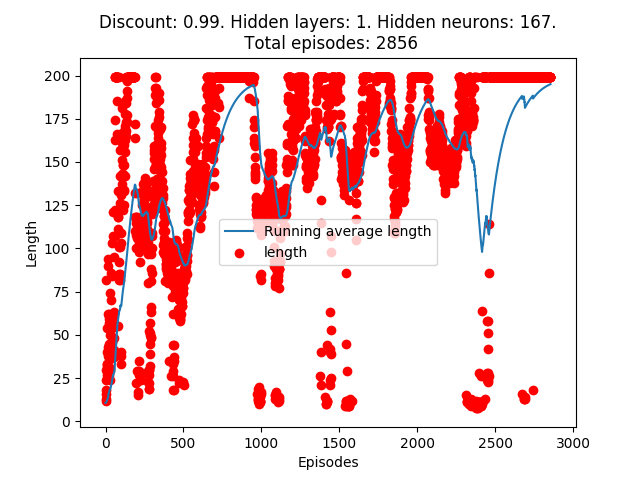 Discount: 0.99. Hidden layers: 1. Hidden neurons: 167.
Total episodes: 2856
200
175
150
125
100
75
50
25
0
Length
Running average length
length
0
500
1000
1500
2000
2500
3000
Episodes